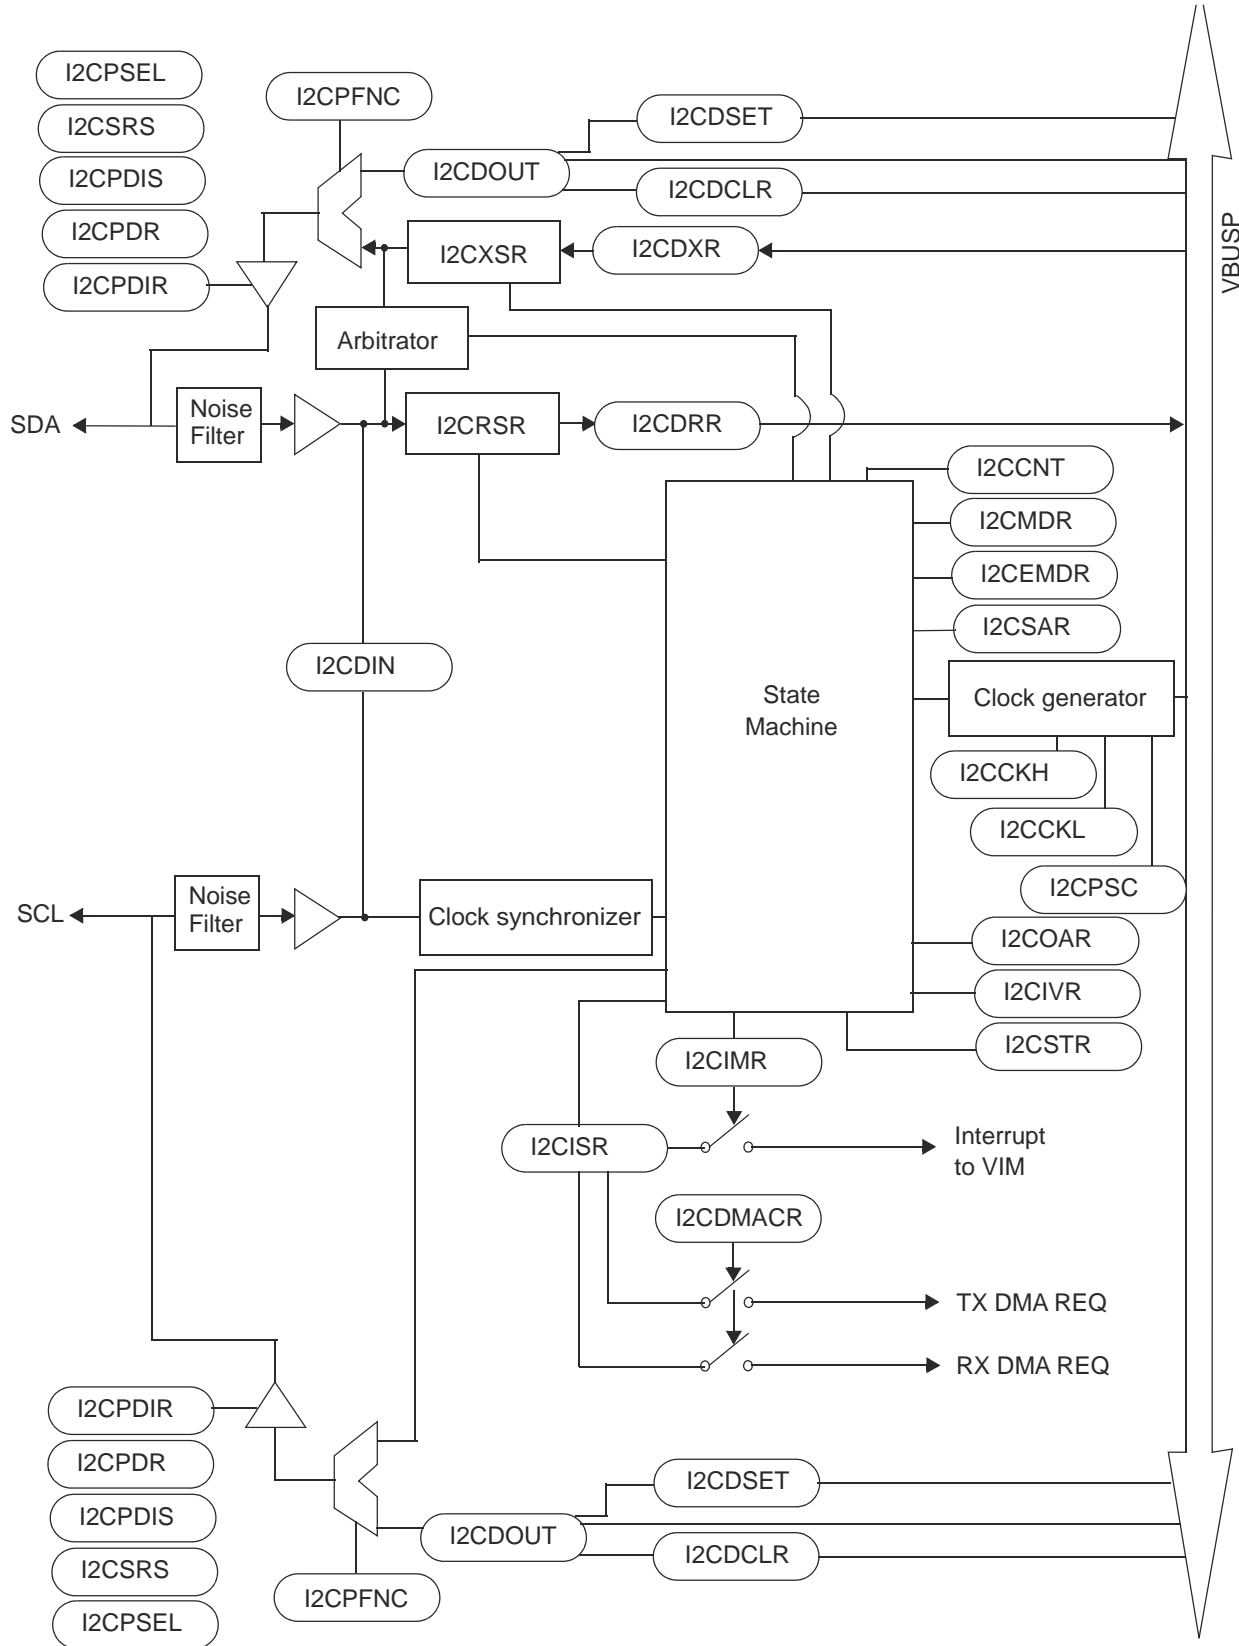 I2CPSEL
I2CPFNC
I2CDSET
I2CSRS
I2CDOUT
I2CPDIS
I2CDCLR
I2CPDR
I2CXSR
I2CDXR
VBUSP
I2CPDIR
Arbitrator
SDA
Noise
Filter
I2CRSR
I2CDRR
I2CCNT
I2CMDR
I2CEMDR
I2CSAR
I2CDIN
State
Machine
Clock generator
I2CCKH
I2CCKL
I2CPSC
SCL
Noise
Filter
Clock synchronizer
I2COAR
I2CIVR
I2CSTR
I2CIMR
I2CISR
Interrupt
to VIM
I2CDMACR
TX DMA REQ
RX DMA REQ
I2CPDIR
I2CPDR
I2CDSET
I2CPDIS
I2CDOUT
I2CDCLR
I2CSRS
I2CPFNC
I2CPSEL